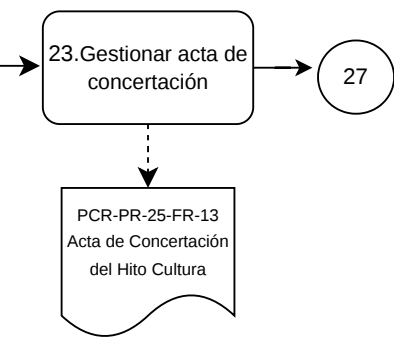 23.Gestionar acta de
concertación
27
PCR-PR-25-FR-13
Acta de Concertación
del Hito Cultura